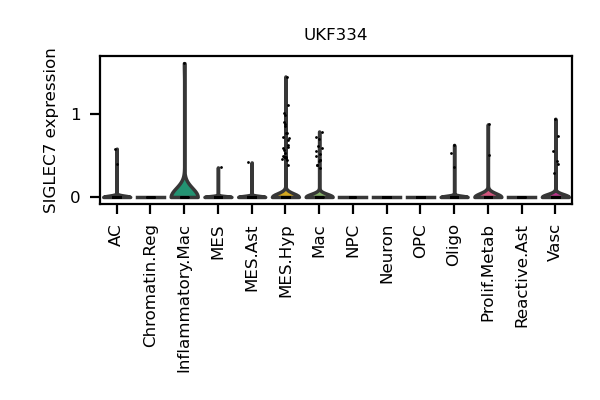 UKF334
SIGLEC7 expression
1
0
AC
Chromatin.Reg
Inflammatory.Mac
MES
MES.Ast
MES.Hyp
Mac
NPC
Neuron
OPC
Oligo
Prolif.Metab
Reactive.Ast
Vasc